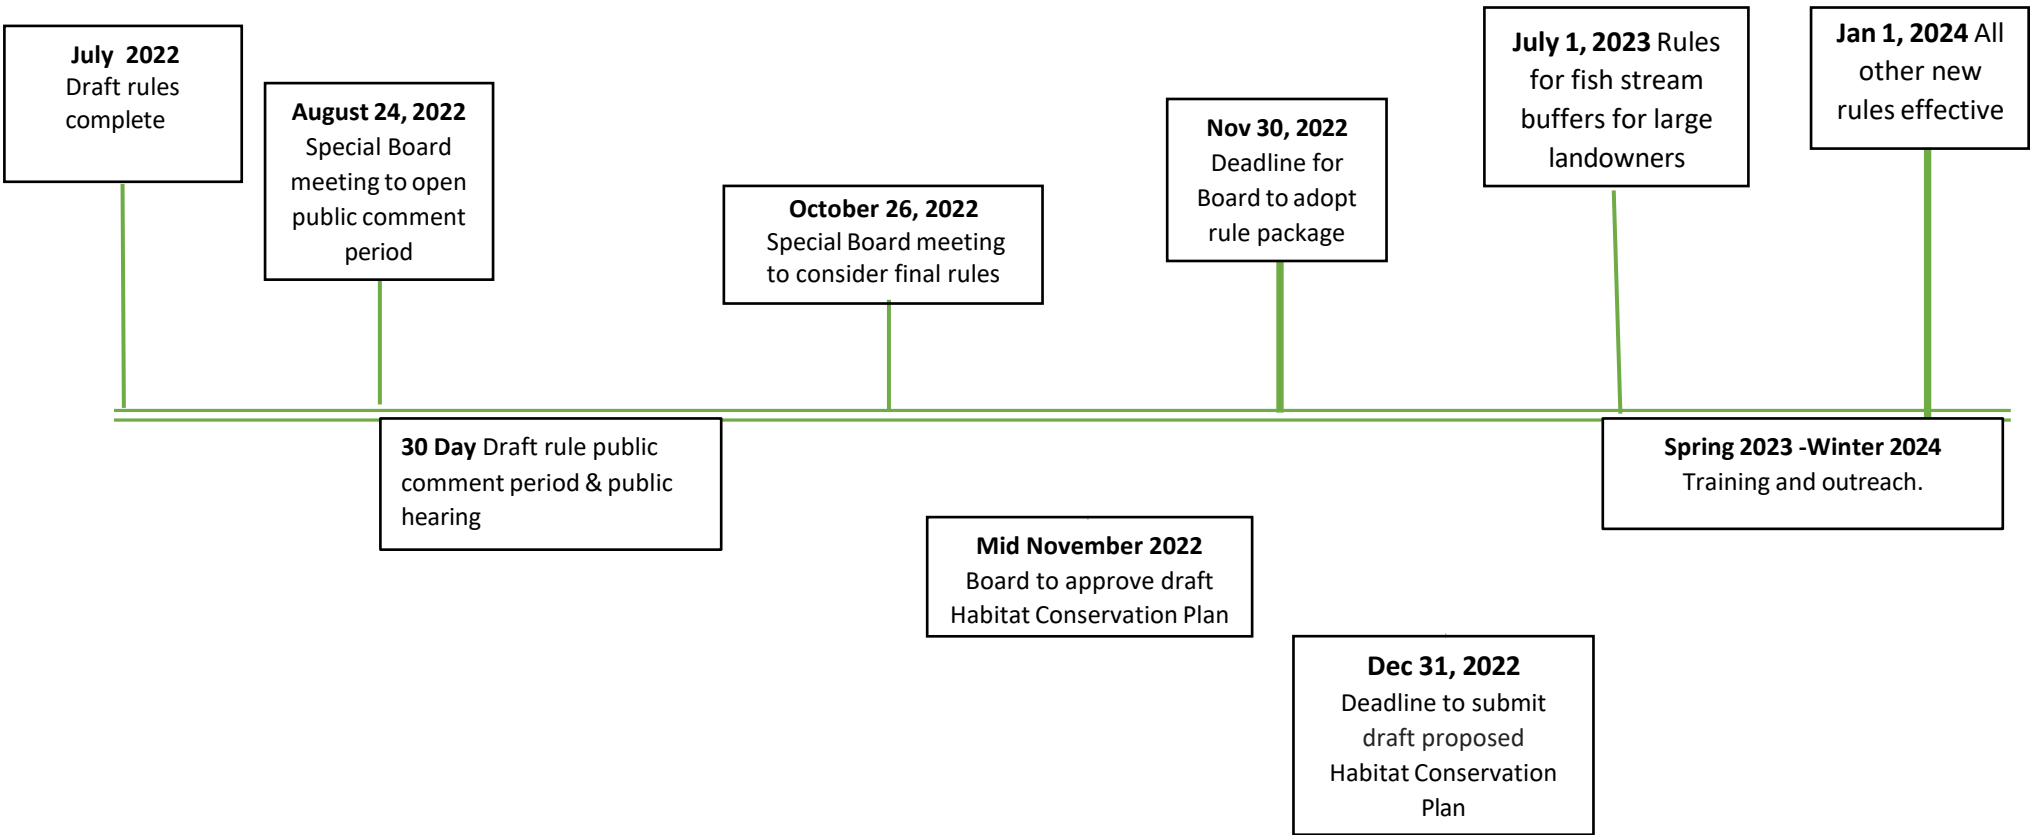 July  2022
Draft rules
complete
August 24, 2022
Special Board
meeting to open
public comment
period
October 26, 2022
Special Board meeting
to consider final rules
Nov 30, 2022
Deadline for
Board to adopt
rule package
July 1, 2023 Rules
for fish stream
buffers for large
landowners
Jan 1, 2024 All
other new
rules effective
30 Day Draft rule public
comment period & public
hearing
Mid November 2022
Board to approve draft
Habitat Conservation Plan
Dec 31, 2022
Deadline to submit
draft proposed
Habitat Conservation
Plan
Spring 2023 -Winter 2024
Training and outreach.